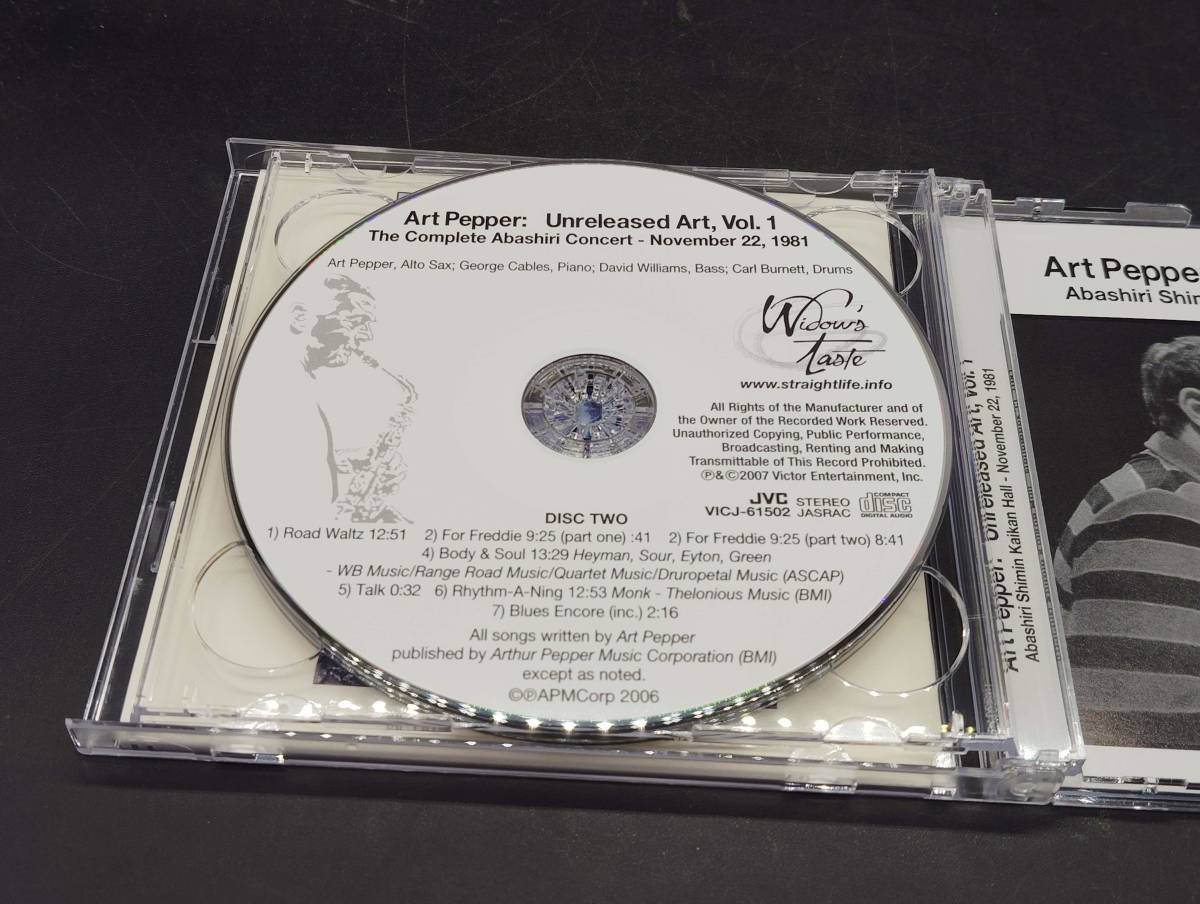 Art Pepper: Unreleased Art, Vol. 1
The Complete Abashiri Concert - November 22, 1981
Art Pepper, Alto Sax; George Cables, Piano; David Williams, Bass; Carl Burnett, Drums
Widow's
Taste
www.straightlife.info
All Rights of the Manufacturer and of
the Owner of the Recorded Work Reserved.
Unauthorized Copying, Public Performance,
Broadcasting, Renting and Making
Transmittable of This Record Prohibited.
℗&©2007 Victor Entertainment, Inc.
JVC STEREO
VICJ-61502 JASRAC
COMPACT
disc
DIGITAL AUDIO
DISC TWO
1) Road Waltz 12:51 2) For Freddie 9:25 (part one) :41 2) For Freddie 9:25 (part two) 8:41
4) Body & Soul 13:29 Heyman, Sour, Eyton, Green
- WB Music/Range Road Music/Quartet Music/Druropetal Music (ASCAP)
5) Talk 0:32 6) Rhythm-A-Ning 12:53 Monk - Thelonious Music (BMI)
7) Blues Encore (inc.) 2:16
All songs written by Art Pepper
published by Arthur Pepper Music Corporation (BMI)
except as noted.
©℗APMCorp 2006
Art Pepper: Unreleased Art, Vol. 1
Abashiri Shimin Kaikan Hall - November 22, 1981
Art Peppe
Abashiri Shim